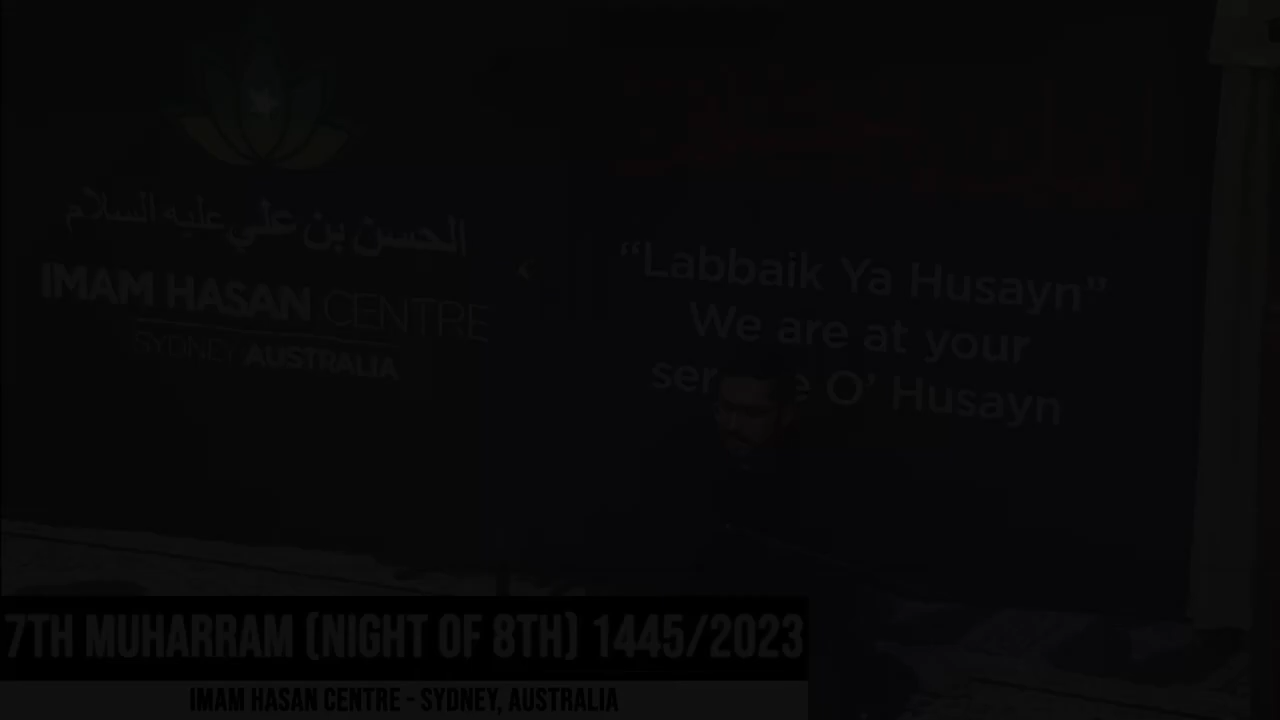 الحسن بن علي عليه السلام
IMAM HASAN CENTRE
SYDNEY AUSTRALIA
“Labbaik Ya Husayn”
We are at your
O’ Husayn
7TH MUHARRAM (NIGHT OF 8TH) 1445/2023
IMAM HASAN CENTRE - SYDNEY, AUSTRALIA